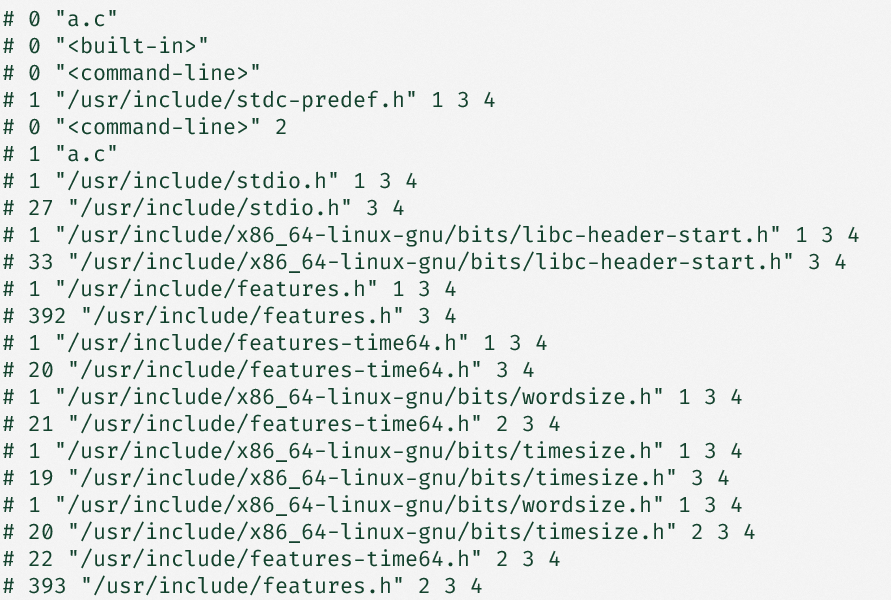 # 0 "a.c"
# 0 "<built-in>"
# 0 "<command-line>"
# 1 "/usr/include/stdc-predef.h" 1 3 4
# 0 "<command-line>" 2
# 1 "a.c"
# 1 "/usr/include/stdio.h" 1 3 4
# 27 "/usr/include/stdio.h" 3 4
# 1 "/usr/include/x86_64-linux-gnu/bits/libc-header-start.h" 1 3 4
# 33 "/usr/include/x86_64-linux-gnu/bits/libc-header-start.h" 3 4
# 1 "/usr/include/features.h" 1 3 4
# 392 "/usr/include/features.h" 3 4
# 1 "/usr/include/features-time64.h" 1 3 4
# 20 "/usr/include/features-time64.h" 3 4
# 1 "/usr/include/x86_64-linux-gnu/bits/wordsize.h" 1 3 4
# 21 "/usr/include/features-time64.h" 2 3 4
# 1 "/usr/include/x86_64-linux-gnu/bits/timesize.h" 1 3 4
# 19 "/usr/include/x86_64-linux-gnu/bits/timesize.h" 3 4
# 1 "/usr/include/x86_64-linux-gnu/bits/wordsize.h" 1 3 4
# 20 "/usr/include/x86_64-linux-gnu/bits/timesize.h" 2 3 4
# 22 "/usr/include/features-time64.h" 2 3 4
# 393 "/usr/include/features.h" 2 3 4